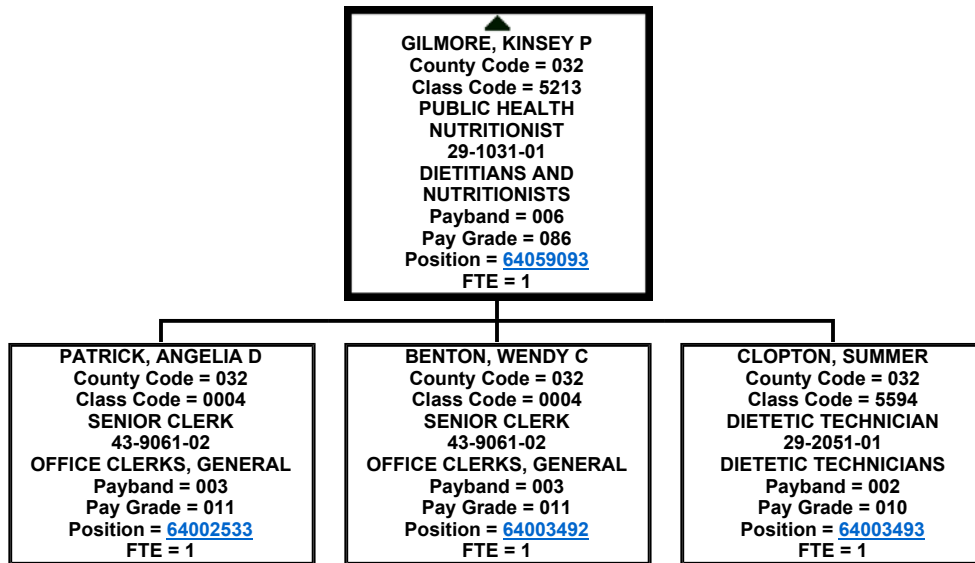 GILMORE, KINSEY P
County Code = 032
Class Code = 5213
PUBLIC HEALTH
NUTRITIONIST
29-1031-01
DIETITIANS AND
NUTRITIONISTS
Payband = 006
Pay Grade = 086
Position = 64059093
FTE = 1
PATRICK, ANGELIA D
County Code = 032
Class Code = 0004
SENIOR CLERK
43-9061-02
OFFICE CLERKS, GENERAL
Payband = 003
Pay Grade = 011
Position = 64002533
FTE = 1
BENTON, WENDY C
County Code = 032
Class Code = 0004
SENIOR CLERK
43-9061-02
OFFICE CLERKS, GENERAL
Payband = 003
Pay Grade = 011
Position = 64003492
FTE = 1
CLOPTON, SUMMER
County Code = 032
Class Code = 5594
DIETETIC TECHNICIAN
29-2051-01
DIETETIC TECHNICIANS
Payband = 002
Pay Grade = 010
Position = 64003493
FTE = 1